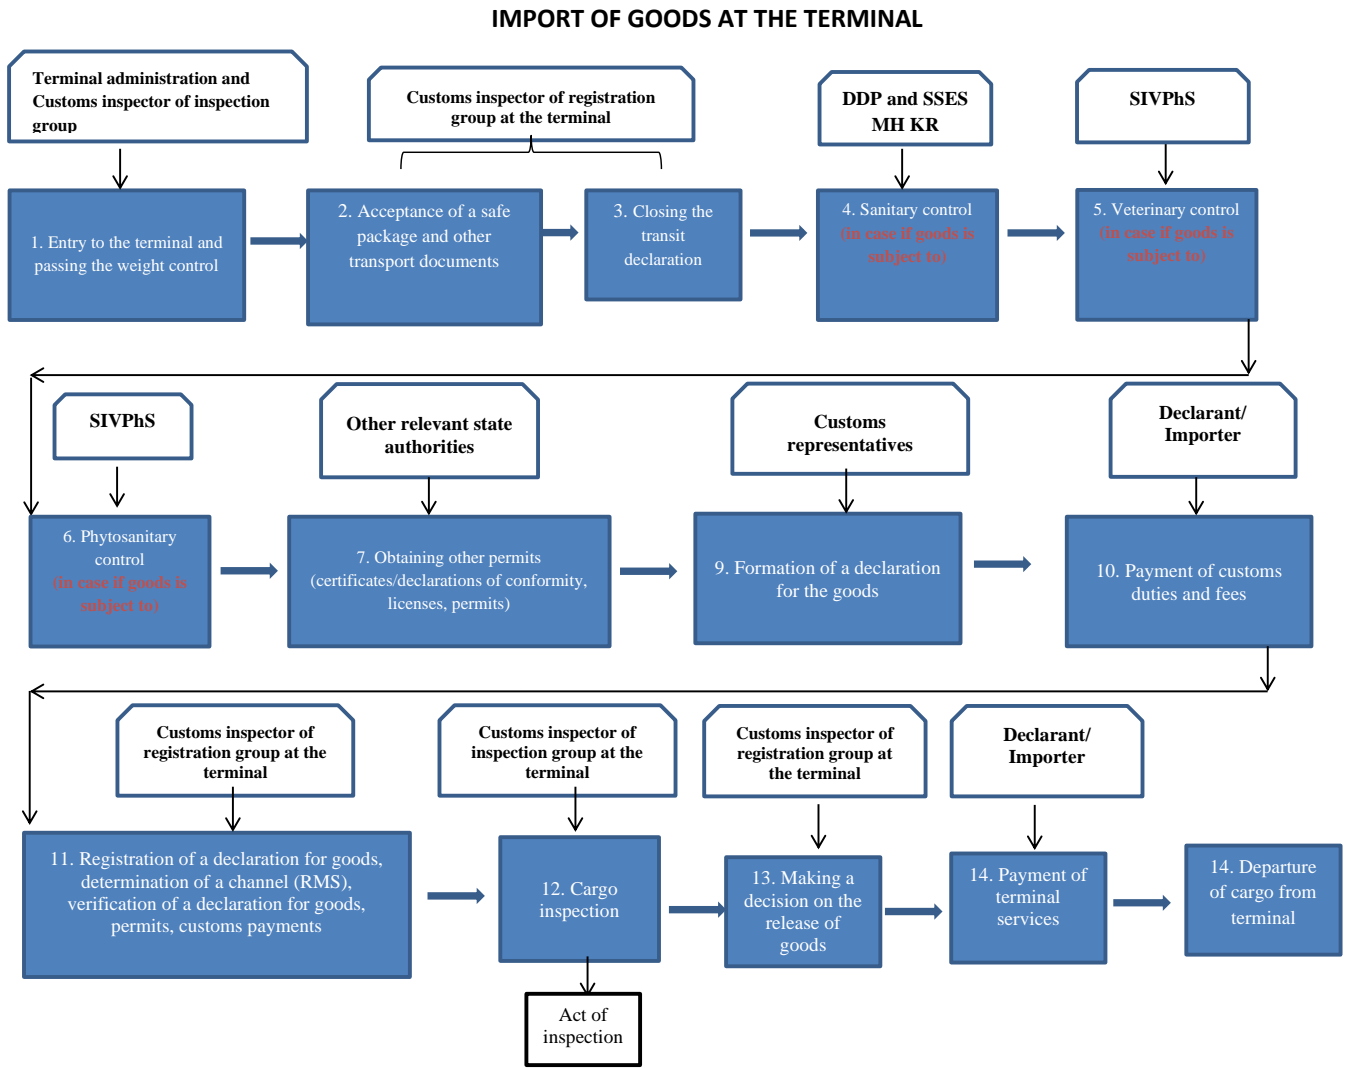 IMPORT OF GOODS AT THE TERMINAL
Terminal administration and
Customs inspector of inspection
group
Customs inspector of registration
group at the terminal
DDP and SSES
MH KR
SIVPhS
1. Entry to the terminal and
passing the weight control
2. Acceptance of a safe
package and other
transport documents
3. Closing the
transit
declaration
4. Sanitary control
(in case if goods is
subject to)
5. Veterinary control
(in case if goods is
subject to)
SIVPhS
Other relevant state
authorities
Customs
representatives
Declarant/
Importer
6. Phytosanitary
control
(in case if goods is
subject to)
7. Obtaining other permits
(certificates/declarations of conformity,
licenses, permits)
9. Formation of a declaration
for the goods
10. Payment of customs
duties and fees
Customs inspector of
registration group at the
terminal
Customs inspector of
inspection group at the
terminal
Customs inspector of
registration group at
the terminal
Declarant/
Importer
11. Registration of a declaration for goods,
determination of a channel (RMS),
verification of a declaration for goods,
permits, customs payments
12. Cargo
inspection
13. Making a
decision on the
release of
goods
14. Payment of
terminal
services
14. Departure
of cargo from
terminal
Act of
inspection